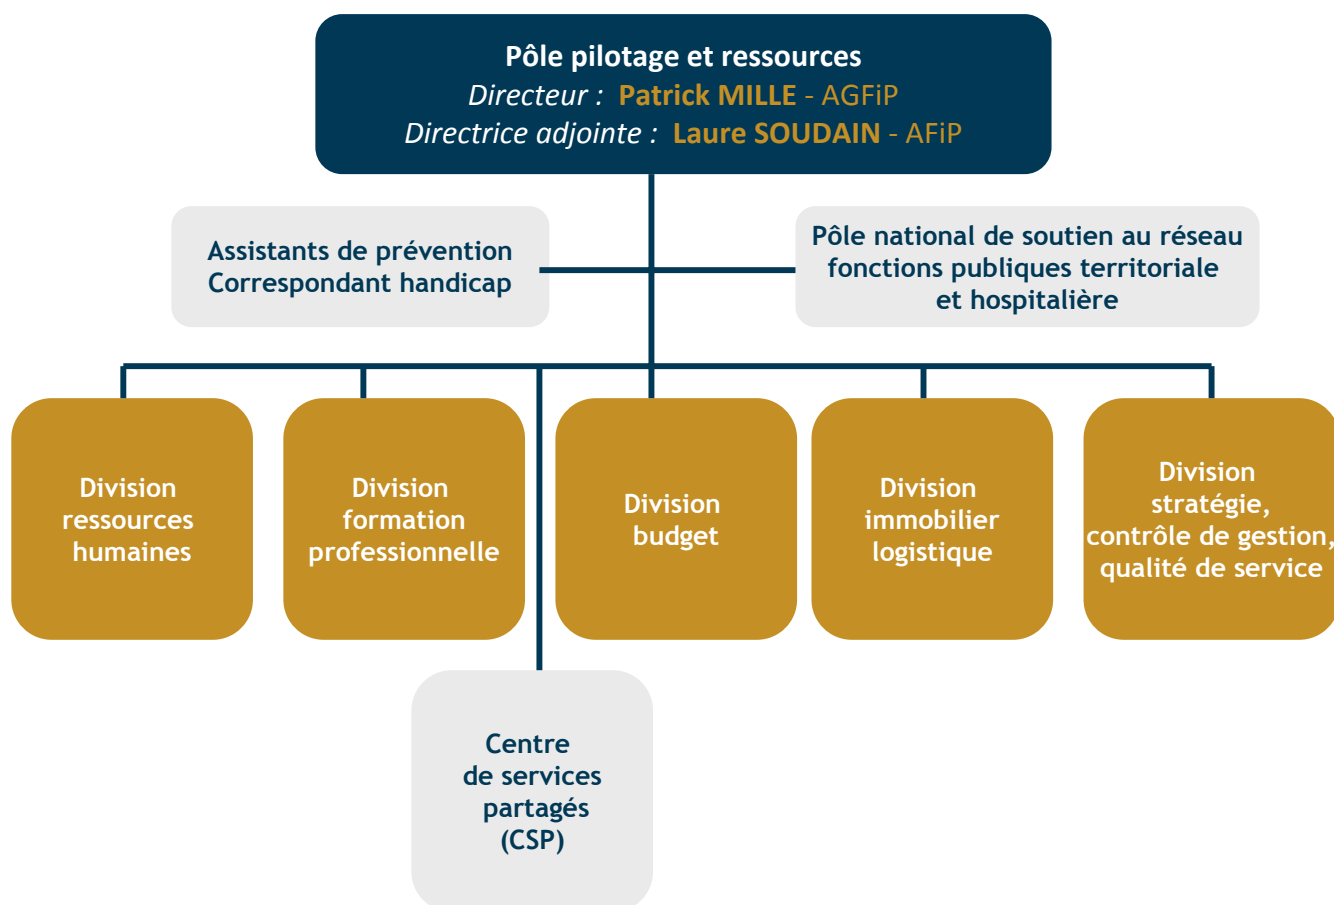 Pôle pilotage et ressources
Directeur : Patrick MILLE - AGFiP
Directrice adjointe : Laure SOUDAIN - AFiP
Assistants de prévention
Correspondant handicap
Pôle national de soutien au réseau
fonctions publiques territoriale
et hospitalière
Division
ressources
humaines
Division
formation
professionnelle
Division
budget
Division
immobilier
logistique
Division
stratégie,
contrôle de gestion,
qualité de service
Centre
de services
partagés
(CSP)